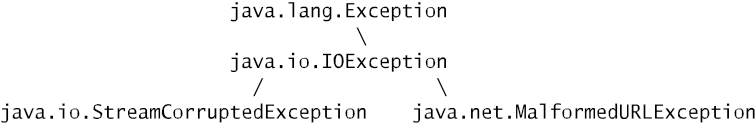 java.lang.Exception
\
java.io.IOException
/ \
java.io.StreamCorruptedException java.net.MalformedURLException